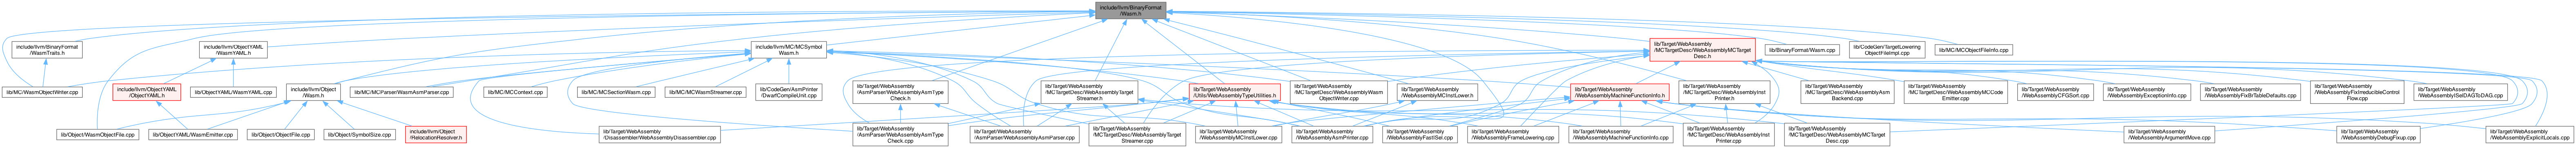 include/llvm/BinaryFormat
/Wasm.h
include/llvm/BinaryFormat
/WasmTraits.h
include/llvm/ObjectYAML
/WasmYAML.h
include/llvm/MC/MCSymbol
Wasm.h
lib/Target/WebAssembly
/MCTargetDesc/WebAssemblyMCTarget
Desc.h
lib/BinaryFormat/Wasm.cpp
lib/CodeGen/TargetLowering
ObjectFileImpl.cpp
lib/MC/MCObjectFileInfo.cpp
lib/MC/WasmObjectWriter.cpp
include/llvm/ObjectYAML
/ObjectYAML.h
lib/ObjectYAML/WasmYAML.cpp
include/llvm/Object
/Wasm.h
lib/MC/MCParser/WasmAsmParser.cpp
lib/MC/MCContext.cpp
lib/MC/MCSectionWasm.cpp
lib/MC/MCWasmStreamer.cpp
lib/CodeGen/AsmPrinter
/DwarfCompileUnit.cpp
lib/Target/WebAssembly
/AsmParser/WebAssemblyAsmType
Check.h
lib/Target/WebAssembly
/MCTargetDesc/WebAssemblyTarget
Streamer.h
lib/Target/WebAssembly
/Utils/WebAssemblyTypeUtilities.h
lib/Target/WebAssembly
/MCTargetDesc/WebAssemblyWasm
ObjectWriter.cpp
lib/Target/WebAssembly
/WebAssemblyMCInstLower.h
lib/Target/WebAssembly
/WebAssemblyMachineFunctionInfo.h
lib/Target/WebAssembly
/MCTargetDesc/WebAssemblyInst
Printer.h
lib/Target/WebAssembly
/MCTargetDesc/WebAssemblyAsm
Backend.cpp
lib/Target/WebAssembly
/MCTargetDesc/WebAssemblyMCCode
Emitter.cpp
lib/Target/WebAssembly
/WebAssemblyCFGSort.cpp
lib/Target/WebAssembly
/WebAssemblyExceptionInfo.cpp
lib/Target/WebAssembly
/WebAssemblyFixBrTableDefaults.cpp
lib/Target/WebAssembly
/WebAssemblyFixIrreducibleControl
Flow.cpp
lib/Target/WebAssembly
/WebAssemblyISelDAGToDAG.cpp
lib/Object/WasmObjectFile.cpp
lib/ObjectYAML/WasmEmitter.cpp
lib/Object/ObjectFile.cpp
lib/Object/SymbolSize.cpp
include/llvm/Object
/RelocationResolver.h
lib/Target/WebAssembly
/Disassembler/WebAssemblyDisassembler.cpp
lib/Target/WebAssembly
/AsmParser/WebAssemblyAsmType
Check.cpp
lib/Target/WebAssembly
/AsmParser/WebAssemblyAsmParser.cpp
lib/Target/WebAssembly
/MCTargetDesc/WebAssemblyTarget
Streamer.cpp
lib/Target/WebAssembly
/WebAssemblyMCInstLower.cpp
lib/Target/WebAssembly
/WebAssemblyAsmPrinter.cpp
lib/Target/WebAssembly
/WebAssemblyFastISel.cpp
lib/Target/WebAssembly
/WebAssemblyFrameLowering.cpp
lib/Target/WebAssembly
/WebAssemblyMachineFunctionInfo.cpp
lib/Target/WebAssembly
/MCTargetDesc/WebAssemblyInst
Printer.cpp
lib/Target/WebAssembly
/MCTargetDesc/WebAssemblyMCTarget
Desc.cpp
lib/Target/WebAssembly
/WebAssemblyArgumentMove.cpp
lib/Target/WebAssembly
/WebAssemblyDebugFixup.cpp
lib/Target/WebAssembly
/WebAssemblyExplicitLocals.cpp